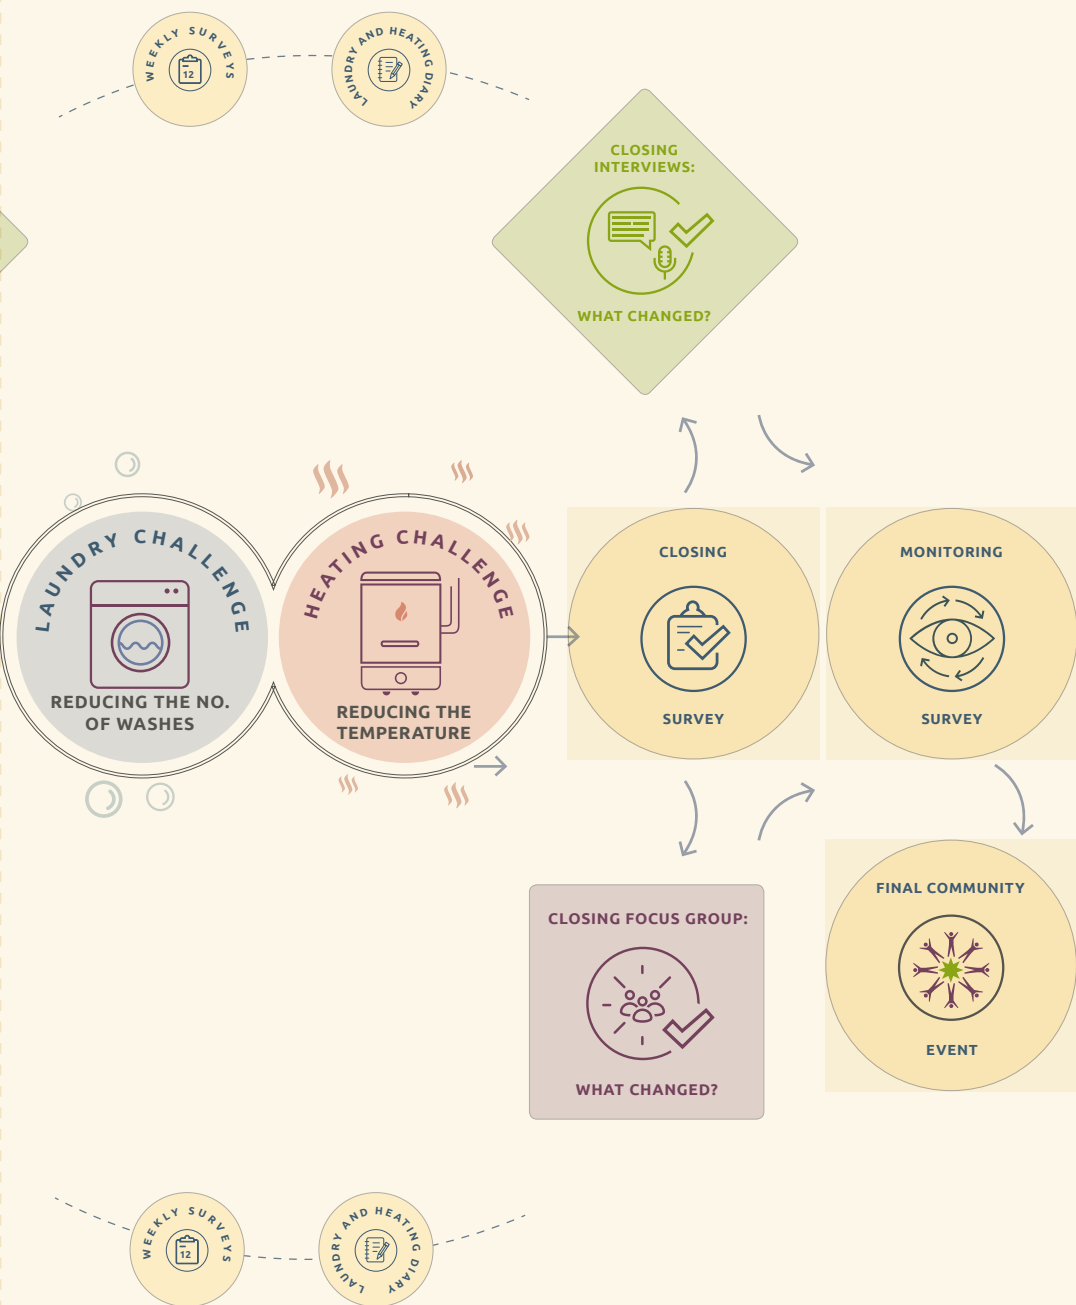 WEEKLY SURVEYS
12
LAUNDRY AND HEATING DIARY
CLOSING
INTERVIEWS:
WHAT CHANGED?
LAUNDRY CHALLENGE
REDUCING THE NO.
OF WASHES
HEATING CHALLENGE
REDUCING THE
TEMPERATURE
CLOSING
SURVEY
MONITORING
SURVEY
CLOSING FOCUS GROUP:
WHAT CHANGED?
FINAL COMMUNITY
EVENT
WEEKLY SURVEYS
12
LAUNDRY AND HEATING DIARY